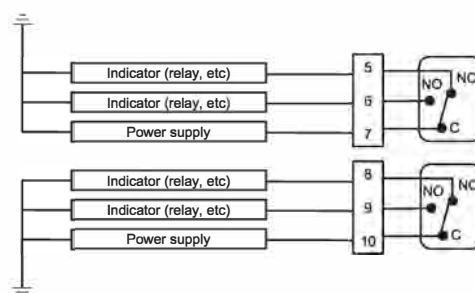 Indicator (relay, etc)
5
NO
NC
Indicator (relay, etc)
6
Power supply
7
C
Indicator (relay, etc)
8
NO
NC
Indicator (relay, etc)
9
Power supply
10
C